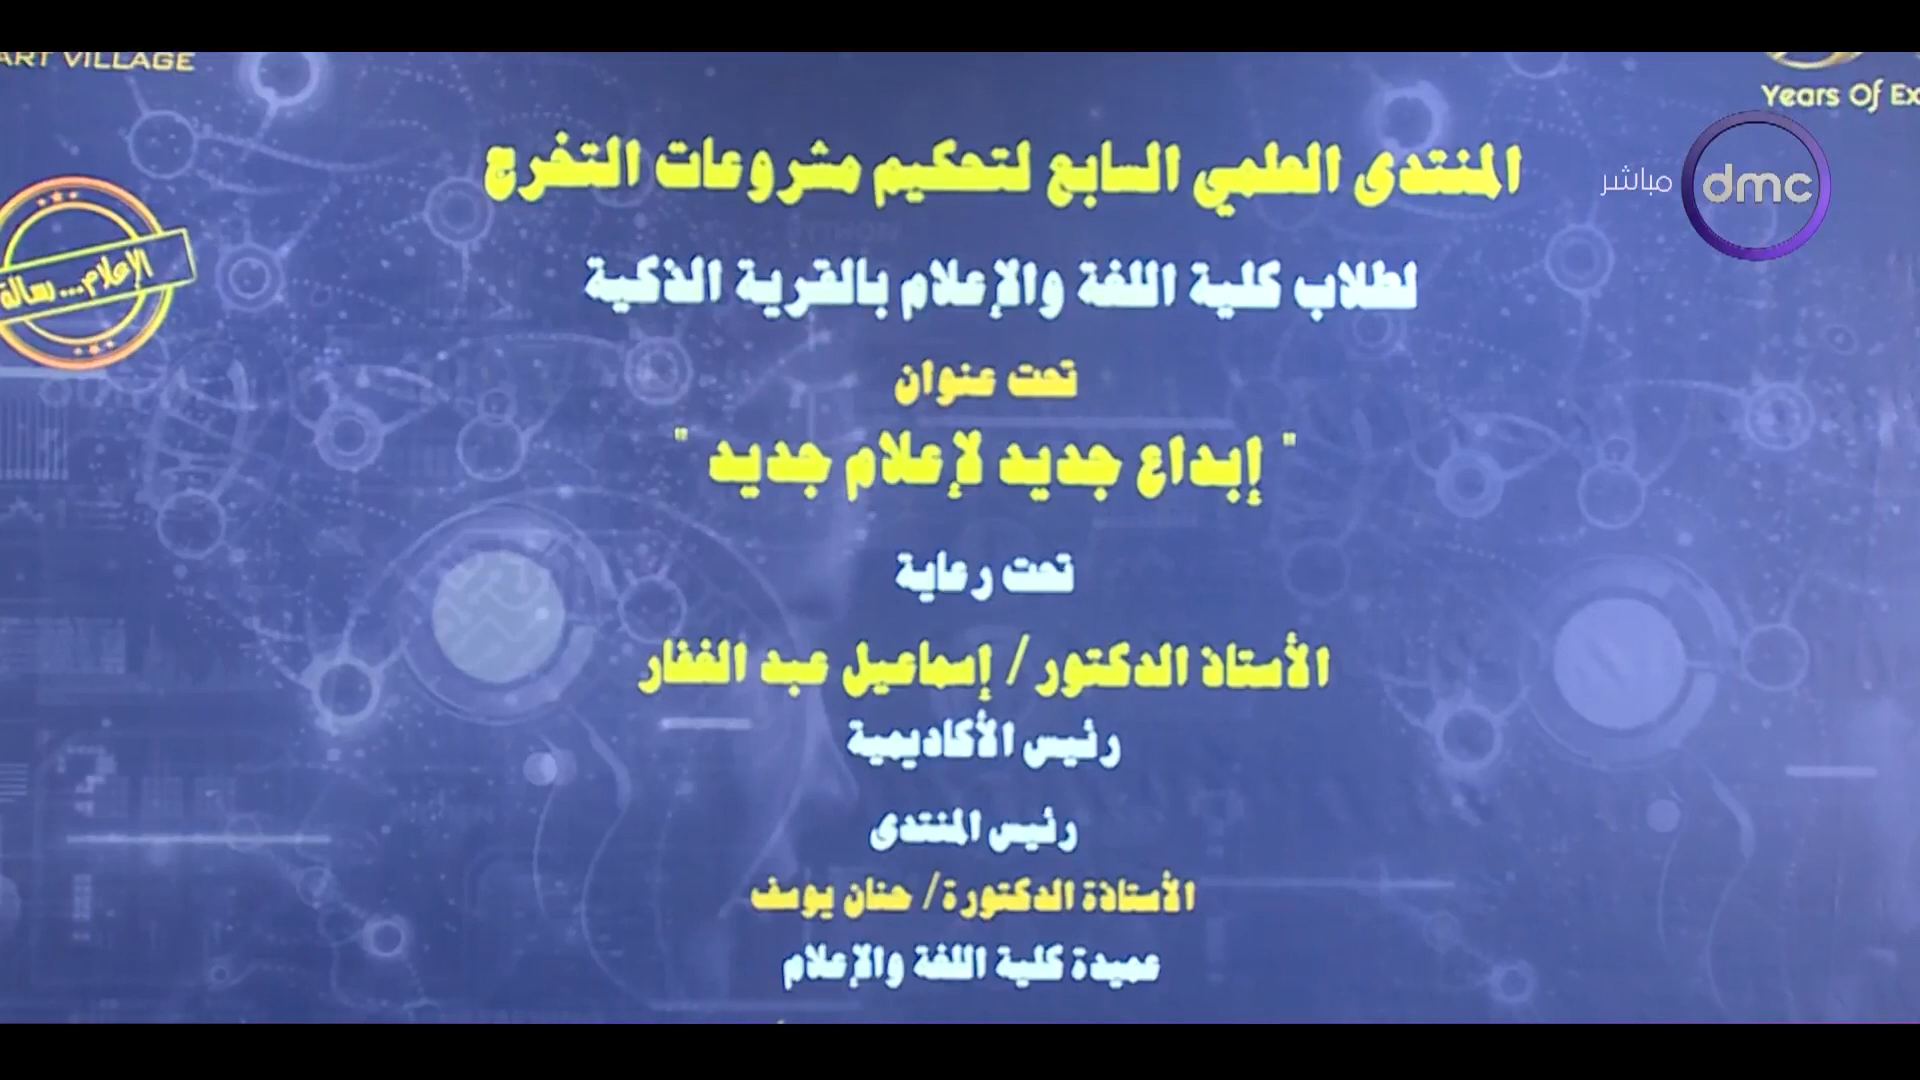 ART VILLAGE
Years Of Ex
مباشر
dmc
الإعلام... رسالة
المنتدى العلمي السابع لتحكيم مشروعات التخرج
لطلاب كلية اللغة والإعلام بالقرية الذكية
تحت عنوان
" إبداع جديد لإعلام جديد "
تحت رعاية
الأستاذ الدكتور / إسماعيل عبد الغفار
رئيس الأكاديمية
رئيس المنتدى
الأستاذة الدكتورة/ حنان يوسف
عميدة كلية اللغة والإعلام